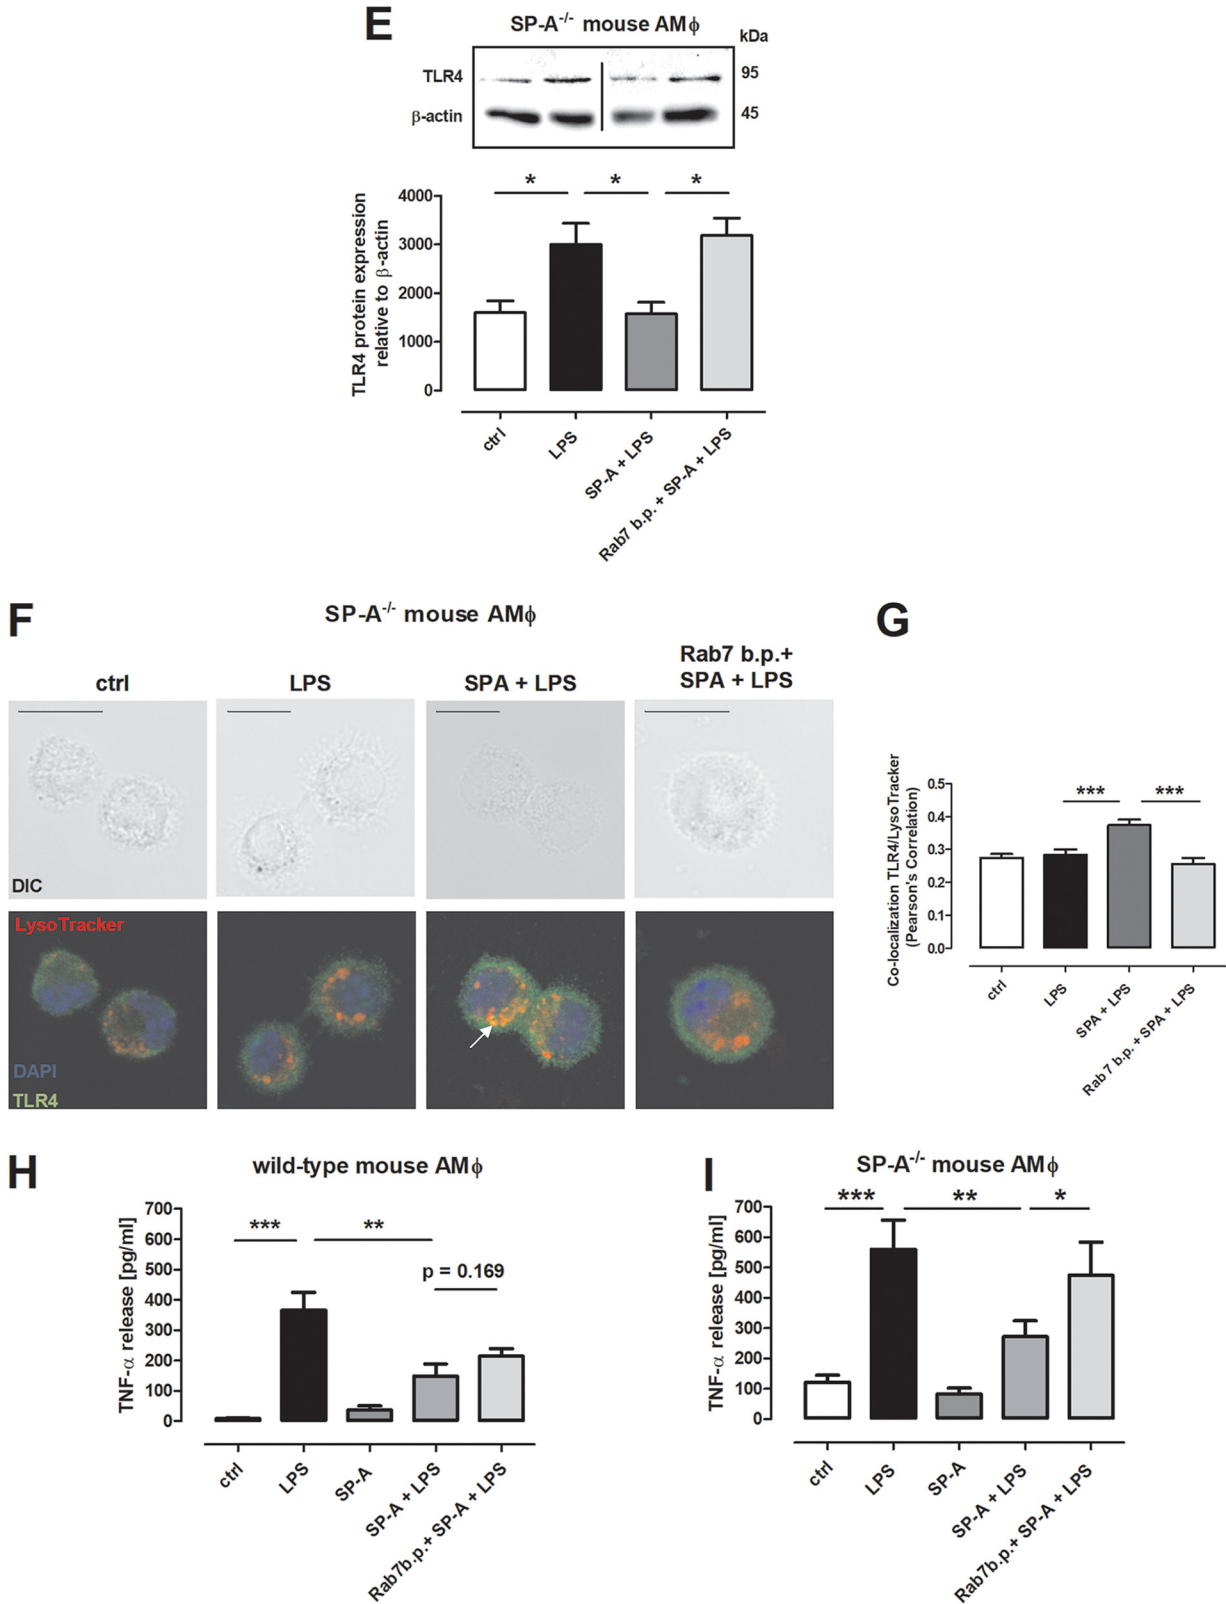 E
SP-A-/- mouse AMϕ
kDa
TLR4
95
β-actin
45
* * *
TLR4 protein expression
relative to β-actin
4000
3000
2000
1000
0
ctrl
LPS
SP-A + LPS
Rab7 b.p. + SP-A + LPS
F
SP-A-/- mouse AMϕ
ctrl
LPS
SPA + LPS
Rab7 b.p.+
SPA + LPS
DIC
LysoTracker
DAPI
TLR4
G
Co-localization TLR4/LysoTracker
(Pearson's Correlation)
0.5
0.4
0.3
0.2
0.1
0.0
*** ***
ctrl
LPS
SPA + LPS
Rab7 b.p. + SPA + LPS
H
wild-type mouse AMϕ
TNF-α release [pg/ml]
700
600
500
400
300
200
100
0
*** **
p = 0.169
ctrl
LPS
SP-A
SP-A + LPS
Rab7b.p.+ SP-A + LPS
I
SP-A-/- mouse AMϕ
TNF-α release [pg/ml]
700
600
500
400
300
200
100
0
*** ** *
ctrl
LPS
SP-A
SP-A + LPS
Rab7b.p.+ SP-A + LPS